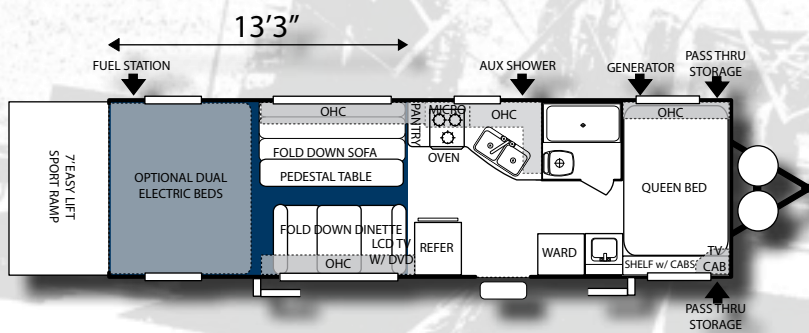 13'3”
FUEL STATION
AUX SHOWER
GENERATOR
PASS THRU
STORAGE
7' EASY LIFT
SPORT RAMP
OPTIONAL DUAL
ELECTRIC BEDS
OHC
FOLD DOWN SOFA
PEDESTAL TABLE
FOLD DOWN DINETTE
LCD TV
W/ DVD
OHC
PANTRY
MICRO
OVEN
OHC
REFER
WARD
OHC
QUEEN BED
TV
SHELF w/ CABS
CAB
PASS THRU
STORAGE